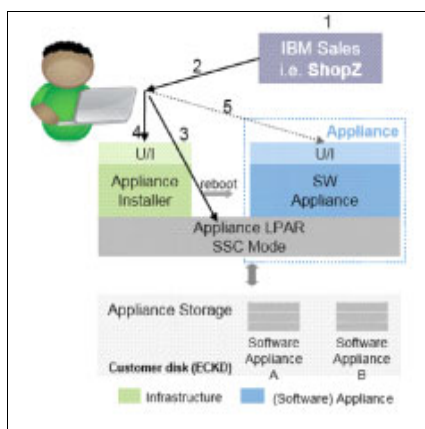 1
IBM Sales
i.e. ShopZ
2
5
4
3
Appliance
U/I
U/I
Appliance
Installer
reboot
SW
Appliance
Appliance LPAR
SSC Mode
Appliance Storage
Software
Appliance
A
Software
Appliance
B
Customer disk (ECKD)
Infrastructure
(Software) Appliance